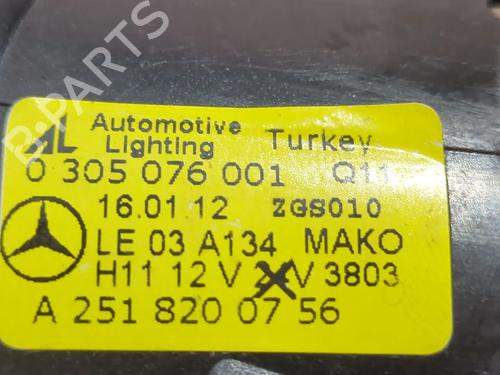 AL Automotive Lighting Turkey
0 305 076 001 Q11
16.01.12 ZGS010
LE 03 A134 MAKO
H11 12 V 24V 3803
A 251 820 07 56
B-PARTS